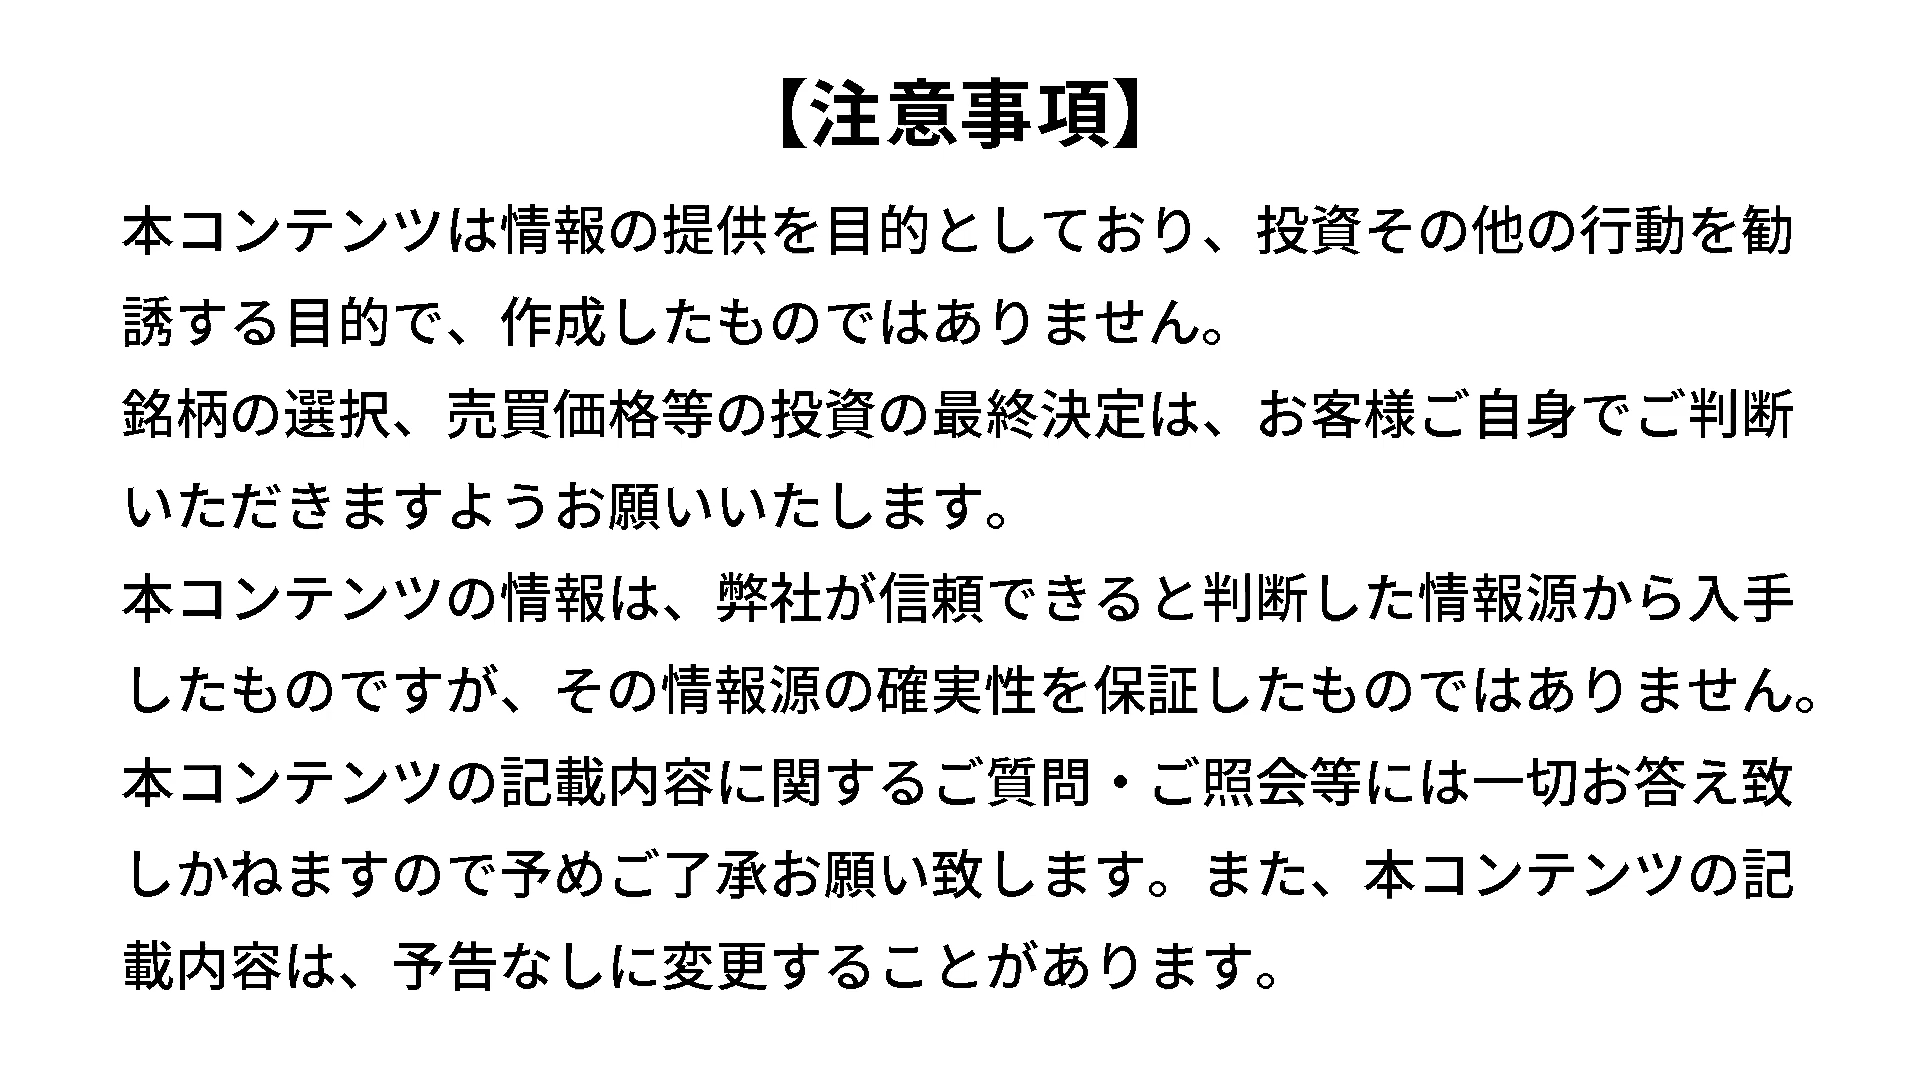 【注意事項】
本コンテンツは情報の提供を目的としており、投資その他の行動を勧
誘する目的で、作成したものではありません。
銘柄の選択、売買価格等の投資の最終決定は、お客様ご自身でご判断
いただきますようお願いいたします。
本コンテンツの情報は、弊社が信頼できると判断した情報源から入手
したものですが、その情報源の確実性を保証したものではありません。
本コンテンツの記載内容に関するご質問・ご照会等には一切お答え致
しかねますので予めご了承お願い致します。また、本コンテンツの記
載内容は、予告なしに変更することがあります。